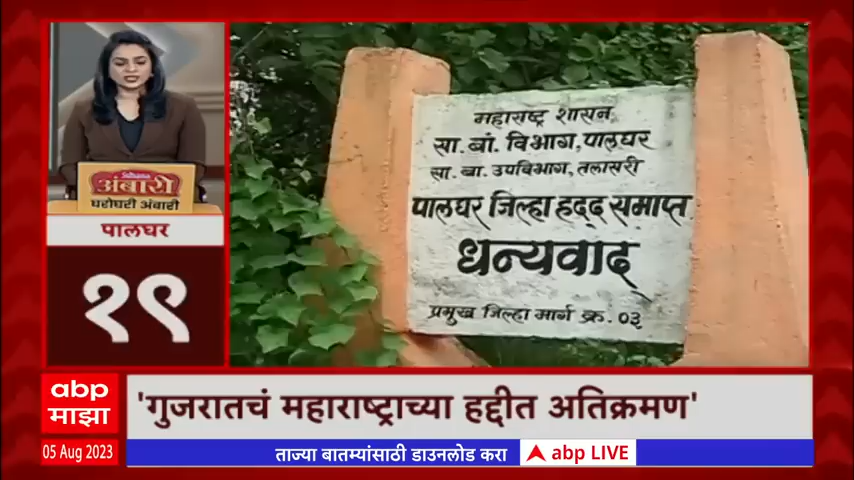 Suhana
अंबारी
घरोघरी अंबारी
पालघर
१९
महाराष्ट्र शासन,
सा. बां. विभाग, पालघर
सा. बा. उपविभाग, तलासरी
पालघर जिल्हा हद्द समाप्त
धन्यवाद
प्रमुख जिल्हा मार्ग क्र. ०३
abp
माझा
'गुजरातचं महाराष्ट्राच्या हद्दीत अतिक्रमण'
05 Aug 2023
ताज्या बातम्यांसाठी डाउनलोड करा
abp LIVE